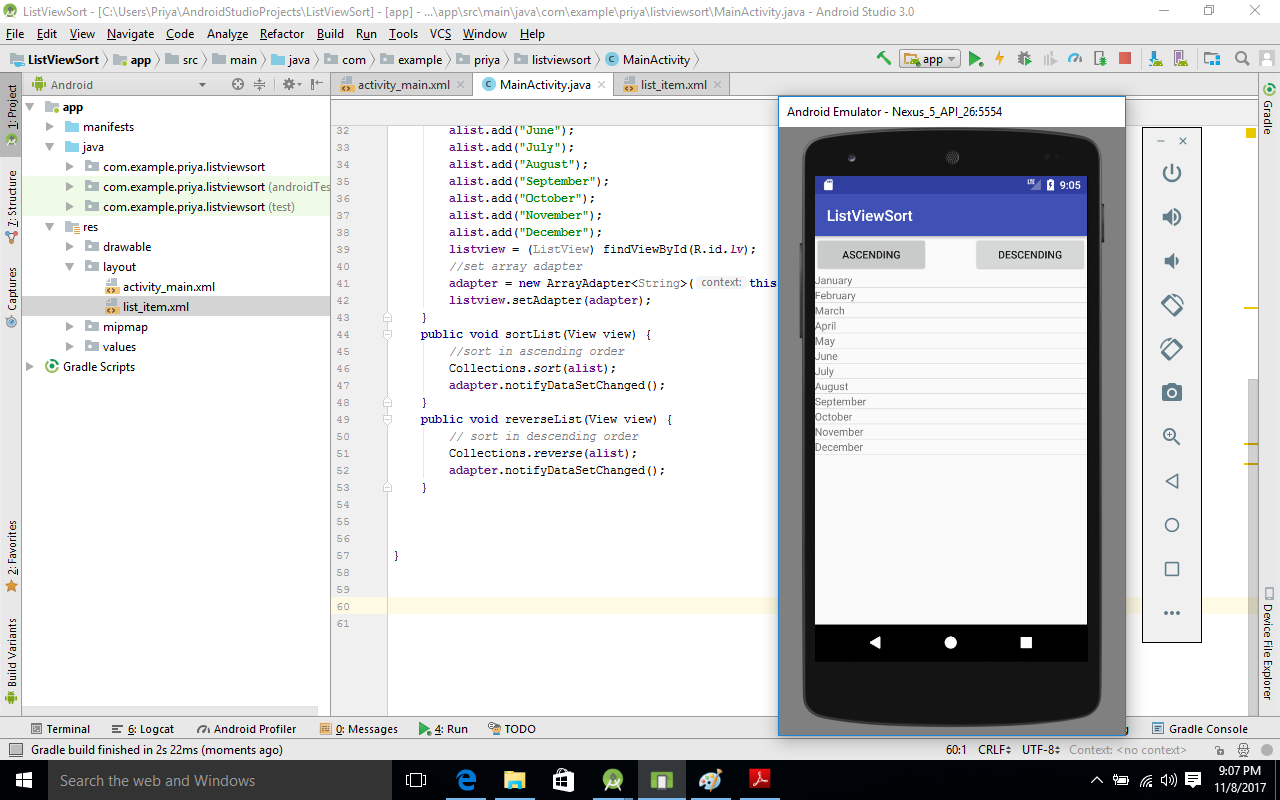 ListViewSort - [C:\Users\Priya\AndroidStudioProjects\ListViewSort] - [app] - ...\app\src\main\java\com\example\priya\listviewsort\MainActivity.java - Android Studio 3.0
File Edit View Navigate Code Analyze Refactor Build Run Tools VCS Window Help
ListViewSort app src main java com example priya listviewsort MainActivity app
Android activity_main.xml MainActivity.java list_item.xml
1: Project
7: Structure
Captures
2: Favorites
Build Variants
app
manifests
java
com.example.priya.listviewsort
com.example.priya.listviewsort (androidTes
com.example.priya.listviewsort (test)
res
drawable
layout
activity_main.xml
list_item.xml
mipmap
values
Gradle Scripts
32 alist.add("June");
33 alist.add("July");
34 alist.add("August");
35 alist.add("September");
36 alist.add("October");
37 alist.add("November");
38 alist.add("December");
39 listview = (ListView) findViewById(R.id.lv);
40 //set array adapter
41 adapter = new ArrayAdapter<String>( context: this
42 listview.setAdapter(adapter);
43 }
44 public void sortList(View view) {
45 //sort in ascending order
46 Collections.sort(alist);
47 adapter.notifyDataSetChanged();
48 }
49 public void reverseList(View view) {
50 // sort in descending order
51 Collections.reverse(alist);
52 adapter.notifyDataSetChanged();
53 }
54
55
56
57 }
58
59
60
61
Android Emulator - Nexus_5_API_26:5554
LTE 9:05
ListViewSort
ASCENDING DESCENDING
January
February
March
April
May
June
July
August
September
October
November
December
Gradle
Device File Explorer
Terminal 6: Logcat Android Profiler 0: Messages 4: Run TODO Gradle Console
Gradle build finished in 2s 22ms (moments ago) 60:1 CRLF UTF-8 Context: <no context>
Search the web and Windows
9:07 PM
11/8/2017